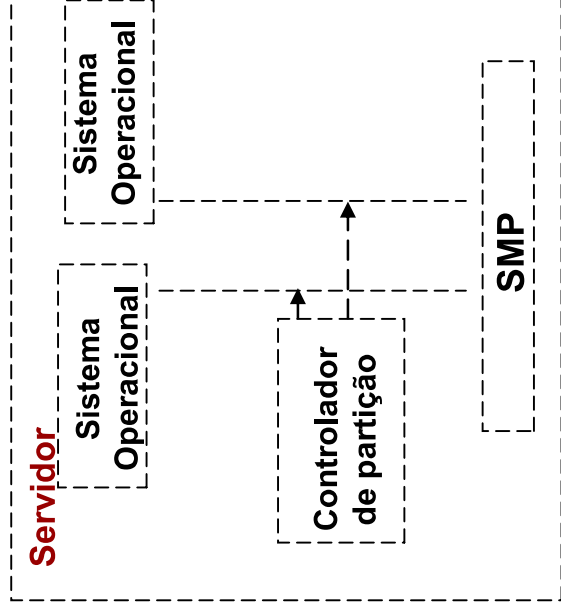 Servidor
Sistema
Operacional
Sistema
Operacional
Controlador
de partição
SMP